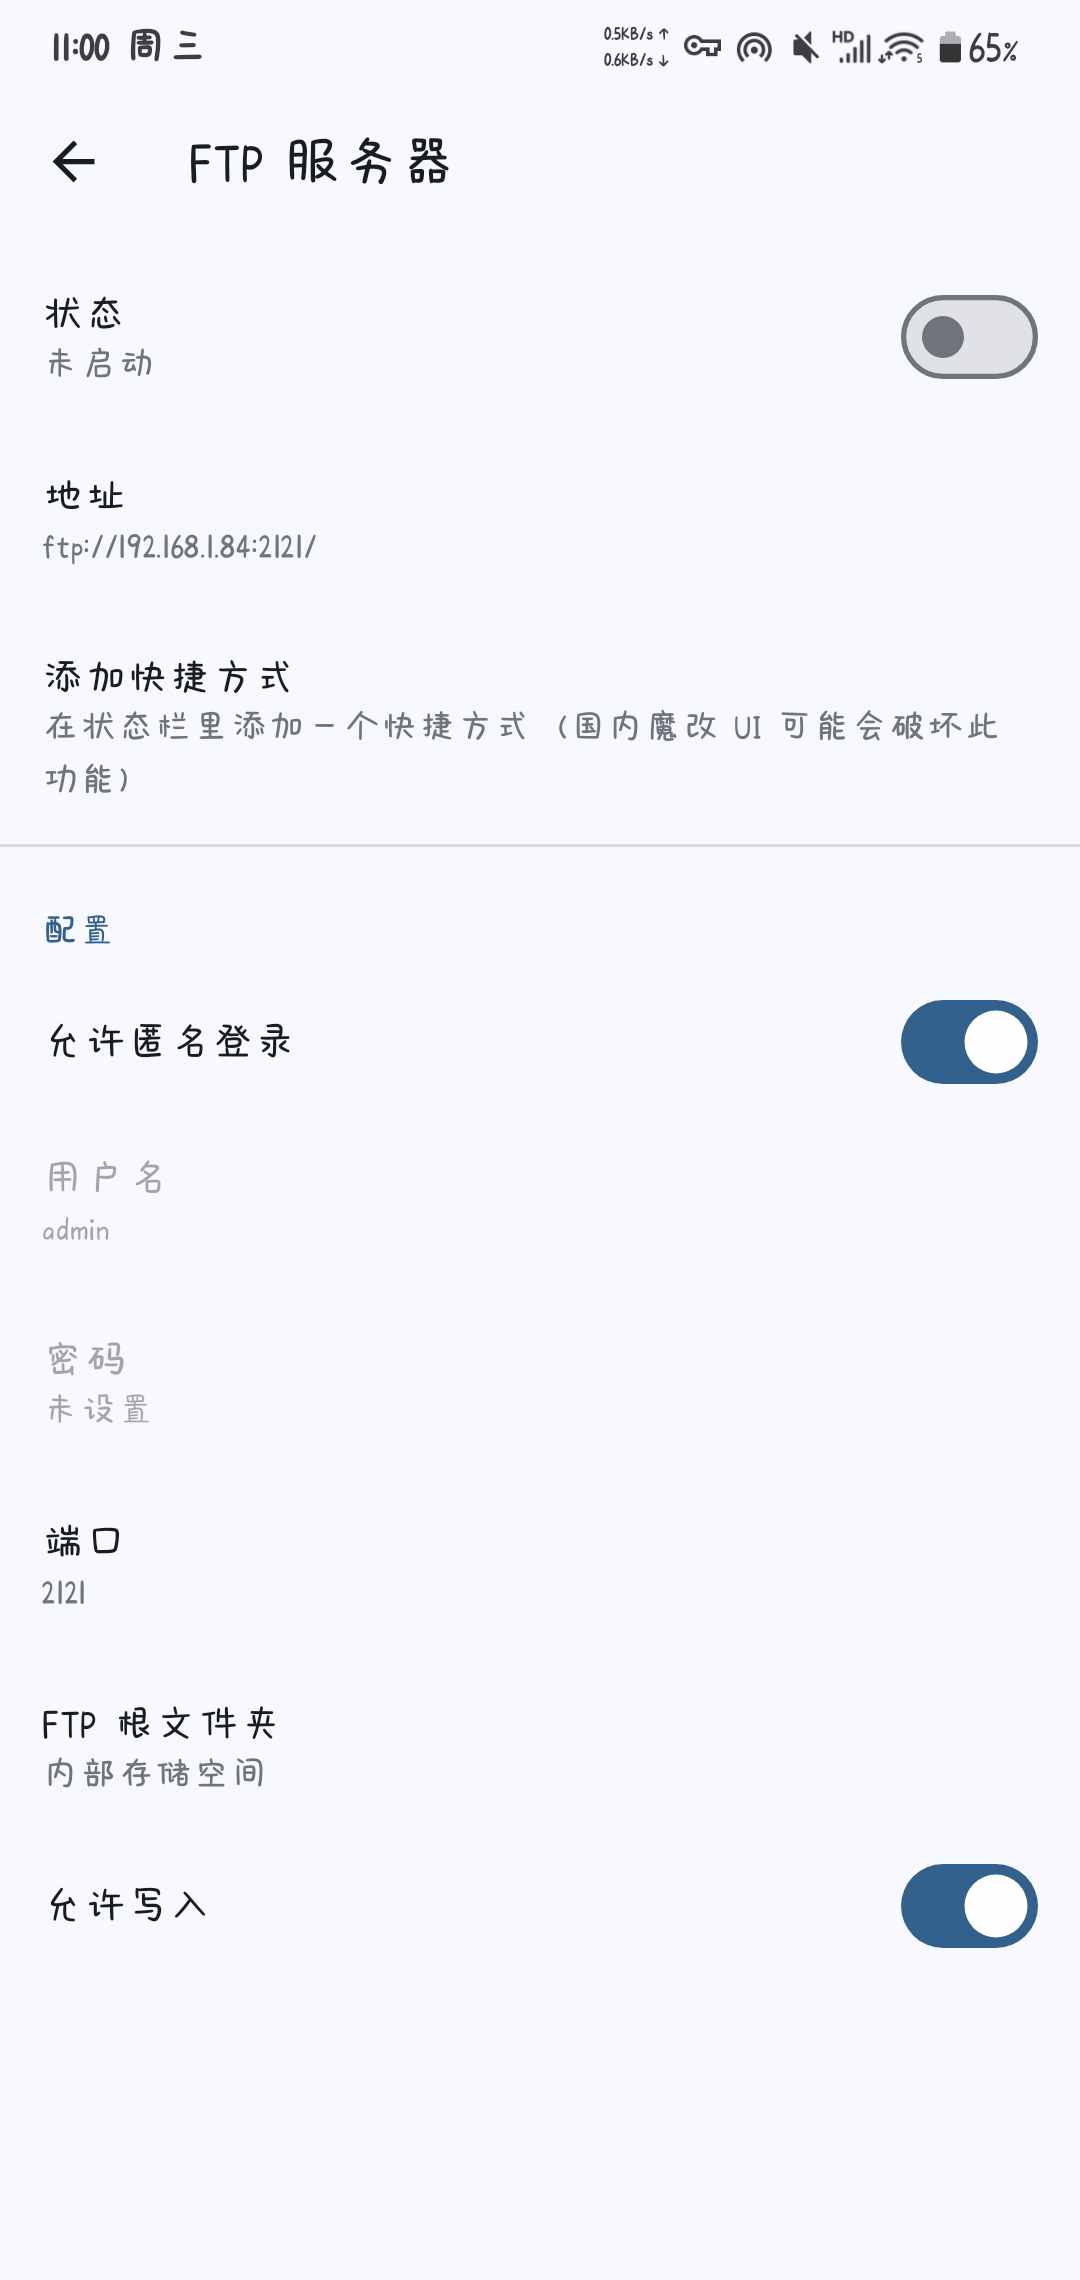 11:00 周三
0.5KB/s ↑
0.6KB/s ↓
HD
5
65%
FTP 服务器
状态
未启动
地址
ftp://192.168.1.84:2121/
添加快捷方式
在状态栏里添加一个快捷方式（国内魔改 UI 可能会破坏此
功能）
配置
允许匿名登录
用户名
admin
密码
未设置
端口
2121
FTP 根文件夹
内部存储空间
允许写入